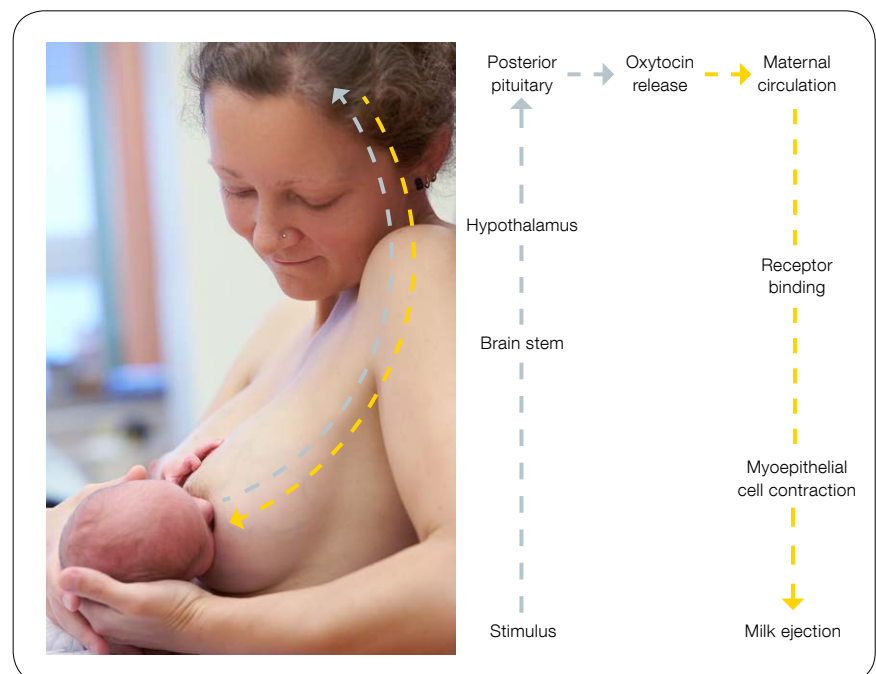 Posterior
pituitary
Oxytocin
release
Maternal
circulation
Hypothalamus
Receptor
binding
Brain stem
Myoepithelial
cell contraction
Stimulus
Milk ejection